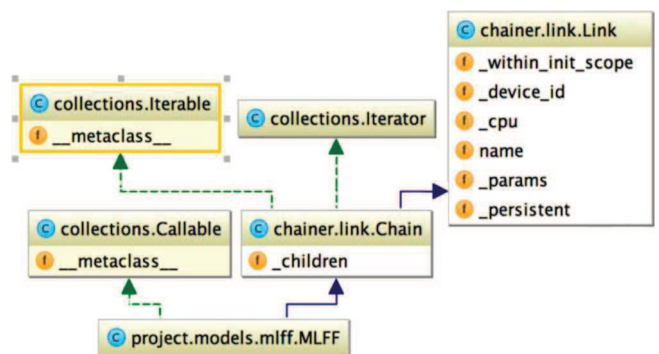 chainer.link.Link
_within_init_scope
_device_id
_cpu
name
_params
_persistent
collections.Iterable
__metaclass__
collections.Iterator
collections.Callable
__metaclass__
chainer.link.Chain
_children
project.models.mlff.MLFF